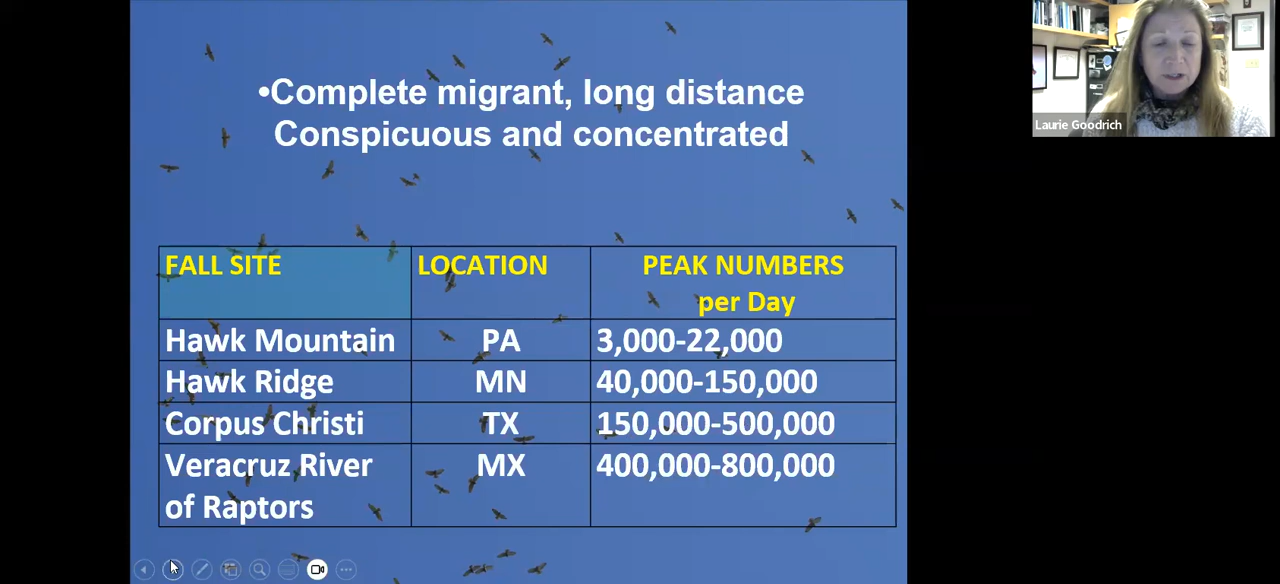 •Complete migrant, long distance
Conspicuous and concentrated
Laurie Goodrich
FALL SITE LOCATION PEAK NUMBERS
per Day
Hawk Mountain PA 3,000-22,000
Hawk Ridge MN 40,000-150,000
Corpus Christi TX 150,000-500,000
Veracruz River MX 400,000-800,000
of Raptors